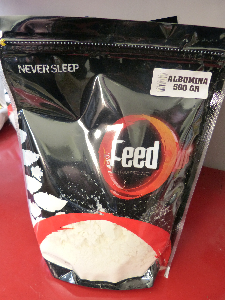 NEVER SLEEP
ALBUMINA
500 GR
Feed